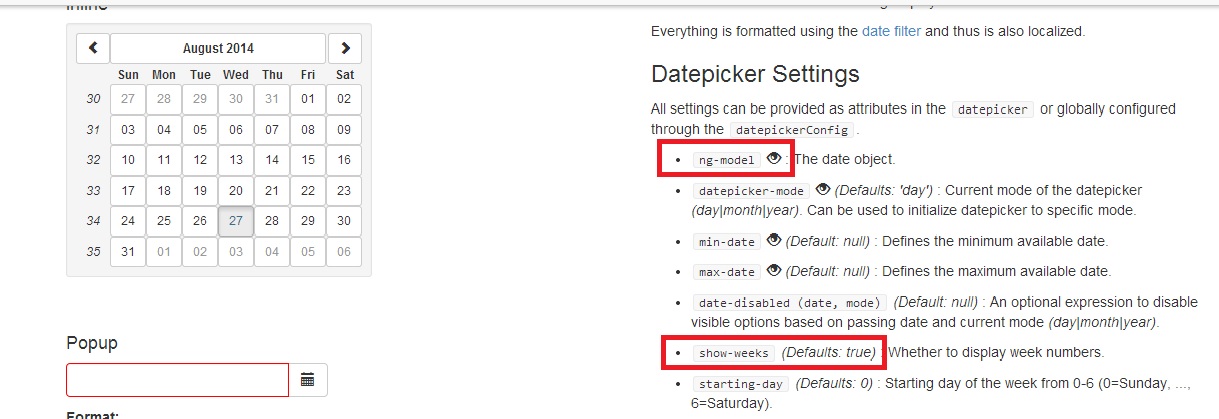 Inline
August 2014
Sun Mon Tue Wed Thu Fri Sat
30 27 28 29 30 31 01 02
31 03 04 05 06 07 08 09
32 10 11 12 13 14 15 16
33 17 18 19 20 21 22 23
34 24 25 26 27 28 29 30
35 31 01 02 03 04 05 06
Popup
Format:
Everything is formatted using the date filter and thus is also localized.
Datepicker Settings
All settings can be provided as attributes in the datepicker or globally configured
through the datepickerConfig .
• ng-model : The date object.
• datepicker-mode (Defaults: 'day') : Current mode of the datepicker
(day|month|year). Can be used to initialize datepicker to specific mode.
• min-date (Default: null) : Defines the minimum available date.
• max-date (Default: null) : Defines the maximum available date.
• date-disabled (date, mode) (Default: null) : An optional expression to disable
visible options based on passing date and current mode (day|month|year).
• show-weeks (Defaults: true) : Whether to display week numbers.
• starting-day (Defaults: 0) : Starting day of the week from 0-6 (0=Sunday, ...,
6=Saturday).